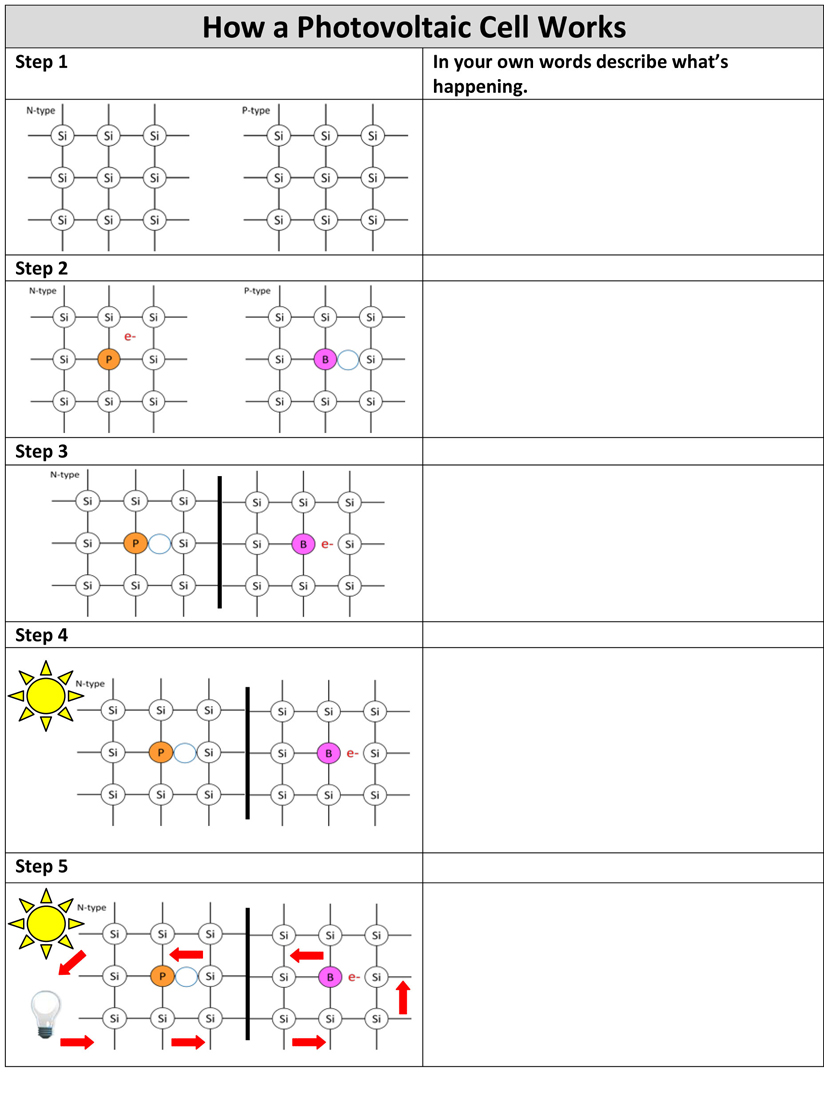 How a Photovoltaic Cell Works
Step 1
In your own words describe what's
happening.
N-type
P-type
Si Si Si Si Si Si
Si Si Si Si Si Si
Si Si Si Si Si Si
Step 2
N-type
P-type
Si Si Si Si Si Si
e-
Si P Si Si B Si
Si Si Si Si Si Si
Step 3
N-type
Si Si Si Si Si Si
Si P Si Si B e- Si
Si Si Si Si Si Si
Step 4
N-type
Si Si Si Si Si Si
Si P Si Si B e- Si
Si Si Si Si Si Si
Step 5
N-type
Si Si Si Si Si Si
Si P Si Si B e- Si
Si Si Si Si Si Si